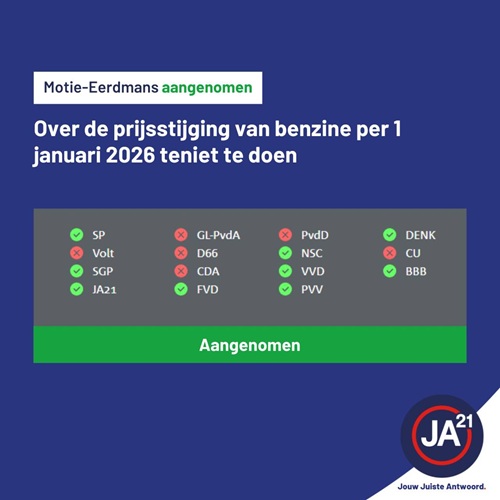 Motie-Eerdmans aangenomen
Over de prijsstijging van benzine per 1
januari 2026 teniet te doen
SP GL-PvdA PvdD DENK
Volt D66 NSC CU
SGP CDA VVD BBB
JA21 FVD PVV
Aangenomen
JA21
Jouw Juiste Antwoord.